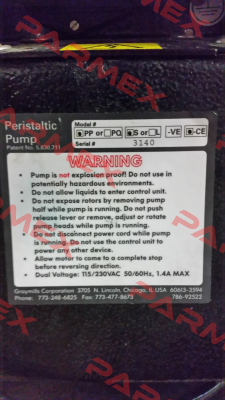 PARMEX
Peristaltic
Pump
Patent No. 5,630,711
Model #
PP or PQ S or L -VE -CE
Serial # 3140
WARNING
• Pump is not explosion proof! Do not use in
potentially hazardous environments.
• Do not allow liquids to enter control unit.
• Do not expose rotors by removing pump
half while pump is running. Do not push
release lever or remove, adjust or rotate
pump heads while pump is running.
• Do not disconnect power cord while pump
is running. Do not use the control unit to
power any other device.
• Allow motor to come to a complete stop
before reversing direction.
• Dual Voltage: 115/230VAC 50/60Hz, 1.4A MAX
Graymills Corporation 3705 N. Lincoln, Chicago, IL USA 60613-3594
Phone: 773-248-6825 Fax: 773-477-8673 786-92522
PARMEX
PARMEX